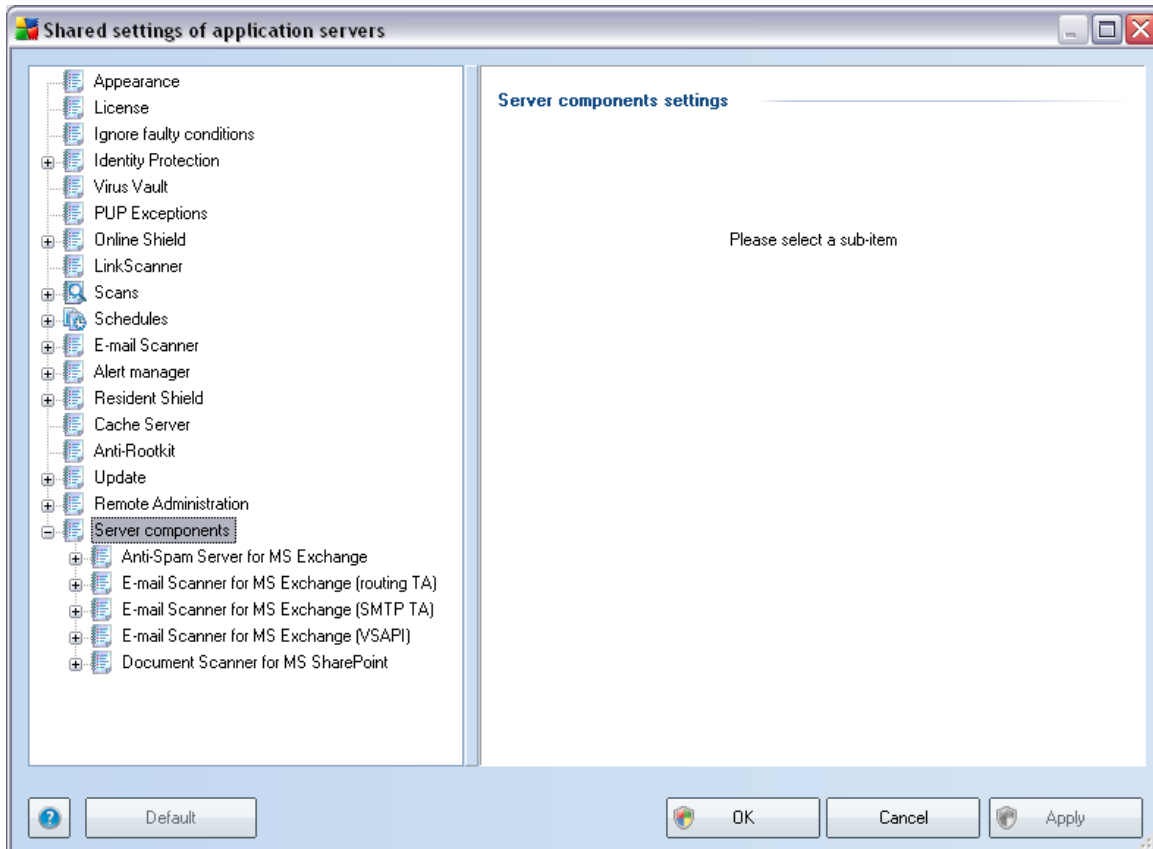 Shared settings of application servers
Appearance
License
Ignore faulty conditions
Identity Protection
Virus Vault
PUP Exceptions
Online Shield
LinkScanner
Scans
Schedules
E-mail Scanner
Alert manager
Resident Shield
Cache Server
Anti-Rootkit
Update
Remote Administration
Server components
Anti-Spam Server for MS Exchange
E-mail Scanner for MS Exchange (routing TA)
E-mail Scanner for MS Exchange (SMTP TA)
E-mail Scanner for MS Exchange (VSAPI)
Document Scanner for MS SharePoint
Server components settings
Please select a sub-item
Default
OK
Cancel
Apply